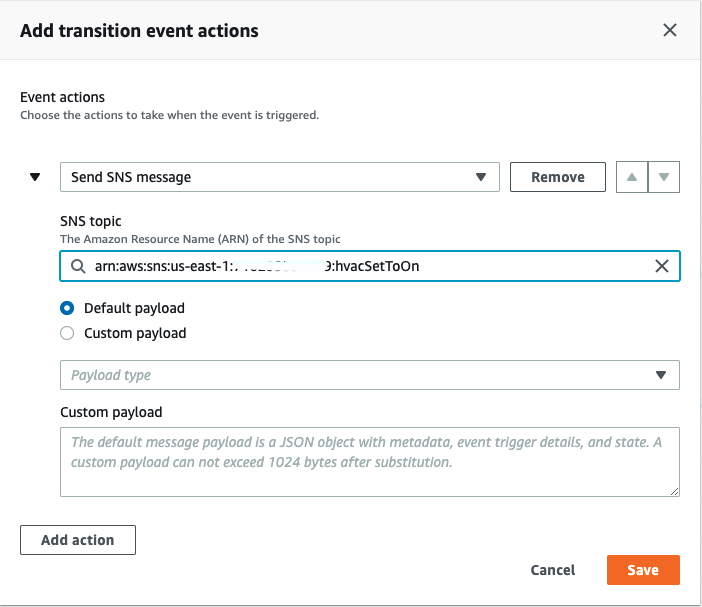 Add transition event actions
Event actions
Choose the actions to take when the event is triggered.
Send SNS message
Remove
SNS topic
The Amazon Resource Name (ARN) of the SNS topic
arn:aws:sns:us-east-1: 9:hvacSetToOn
Default payload
Custom payload
Payload type
Custom payload
The default message payload is a JSON object with metadata, event trigger details, and state. A
custom payload can not exceed 1024 bytes after substitution.
Add action
Cancel
Save